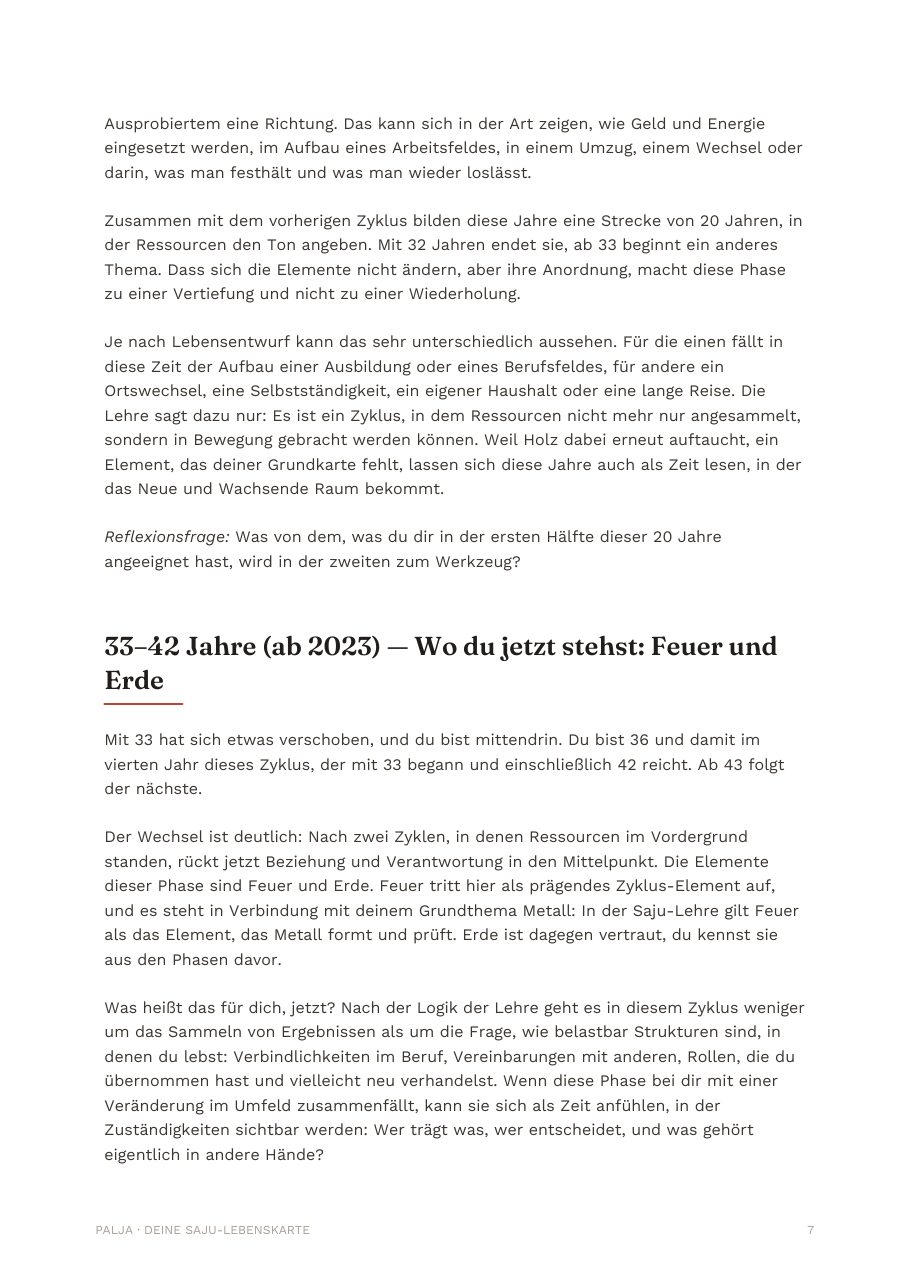 Ausprobiertem eine Richtung. Das kann sich in der Art zeigen, wie Geld und Energie
eingesetzt werden, im Aufbau eines Arbeitsfeldes, in einem Umzug, einem Wechsel oder
darin, was man festhält und was man wieder loslässt.
Zusammen mit dem vorherigen Zyklus bilden diese Jahre eine Strecke von 20 Jahren, in
der Ressourcen den Ton angeben. Mit 32 Jahren endet sie, ab 33 beginnt ein anderes
Thema. Dass sich die Elemente nicht ändern, aber ihre Anordnung, macht diese Phase
zu einer Vertiefung und nicht zu einer Wiederholung.
Je nach Lebensentwurf kann das sehr unterschiedlich aussehen. Für die einen fällt in
diese Zeit der Aufbau einer Ausbildung oder eines Berufsfeldes, für andere ein
Ortswechsel, eine Selbstständigkeit, ein eigener Haushalt oder eine lange Reise. Die
Lehre sagt dazu nur: Es ist ein Zyklus, in dem Ressourcen nicht mehr nur angesammelt,
sondern in Bewegung gebracht werden können. Weil Holz dabei erneut auftaucht, ein
Element, das deiner Grundkarte fehlt, lassen sich diese Jahre auch als Zeit lesen, in der
das Neue und Wachsende Raum bekommt.
Reflexionsfrage: Was von dem, was du dir in der ersten Hälfte dieser 20 Jahre
angeeignet hast, wird in der zweiten zum Werkzeug?
33–42 Jahre (ab 2023) — Wo du jetzt stehst: Feuer und
Erde
Mit 33 hat sich etwas verschoben, und du bist mittendrin. Du bist 36 und damit im
vierten Jahr dieses Zyklus, der mit 33 begann und einschließlich 42 reicht. Ab 43 folgt
der nächste.
Der Wechsel ist deutlich: Nach zwei Zyklen, in denen Ressourcen im Vordergrund
standen, rückt jetzt Beziehung und Verantwortung in den Mittelpunkt. Die Elemente
dieser Phase sind Feuer und Erde. Feuer tritt hier als prägendes Zyklus-Element auf,
und es steht in Verbindung mit deinem Grundthema Metall: In der Saju-Lehre gilt Feuer
als das Element, das Metall formt und prüft. Erde ist dagegen vertraut, du kennst sie
aus den Phasen davor.
Was heißt das für dich, jetzt? Nach der Logik der Lehre geht es in diesem Zyklus weniger
um das Sammeln von Ergebnissen als um die Frage, wie belastbar Strukturen sind, in
denen du lebst: Verbindlichkeiten im Beruf, Vereinbarungen mit anderen, Rollen, die du
übernommen hast und vielleicht neu verhandelst. Wenn diese Phase bei dir mit einer
Veränderung im Umfeld zusammenfällt, kann sie sich als Zeit anfühlen, in der
Zuständigkeiten sichtbar werden: Wer trägt was, wer entscheidet, und was gehört
eigentlich in andere Hände?
PALJA · DEINE SAJU-LEBENSKARTE
7